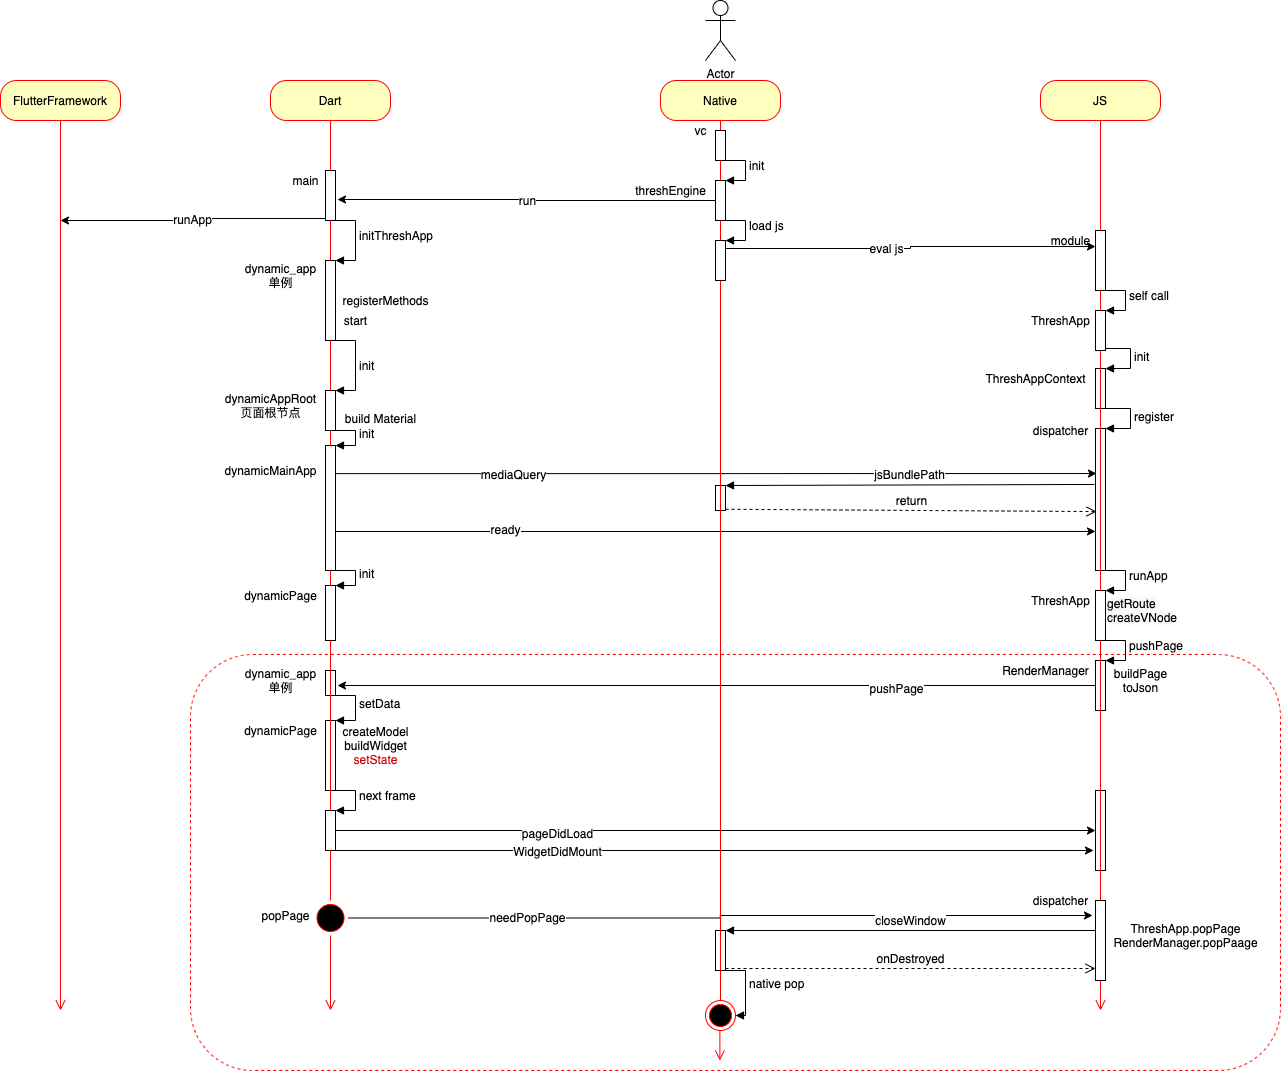 Actor
FlutterFramework
Dart
Native
JS
vc
init
main
threshEngine
run
runApp
load js
initThreshApp
module
eval js
dynamic_app
单例
self call
registerMethods
start
ThreshApp
init
init
ThreshAppContext
dynamicAppRoot
页面根节点
build Material
register
init
dispatcher
dynamicMainApp
mediaQuery
jsBundlePath
return
ready
init
runApp
dynamicPage
ThreshApp
getRoute
createVNode
pushPage
dynamic_app
单例
RenderManager
buildPage
toJson
pushPage
setData
dynamicPage
createModel
buildWidget
setState
next frame
pageDidLoad
WidgetDidMount
dispatcher
popPage
needPopPage
closeWindow
ThreshApp.popPage
RenderManager.popPaage
onDestroyed
native pop